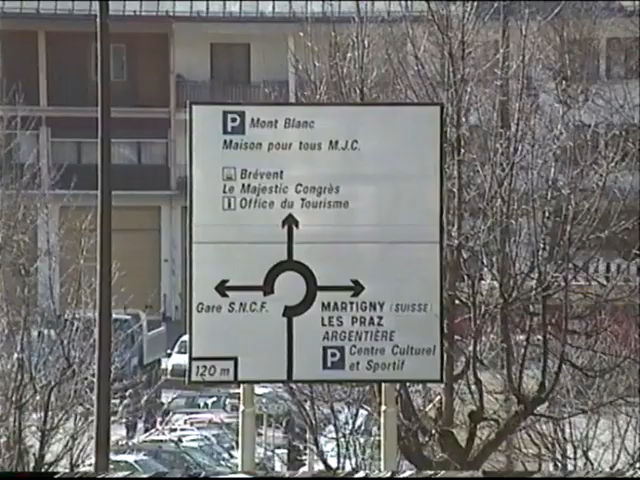 P Mont Blanc
Maison pour tous M.J.C.
Brévent
Le Majestic Congrès
i Office du Tourisme
Gare S.N.C.F.
MARTIGNY (SUISSE)
LES PRAZ
ARGENTIÈRE
P Centre Culturel
et Sportif
120 m